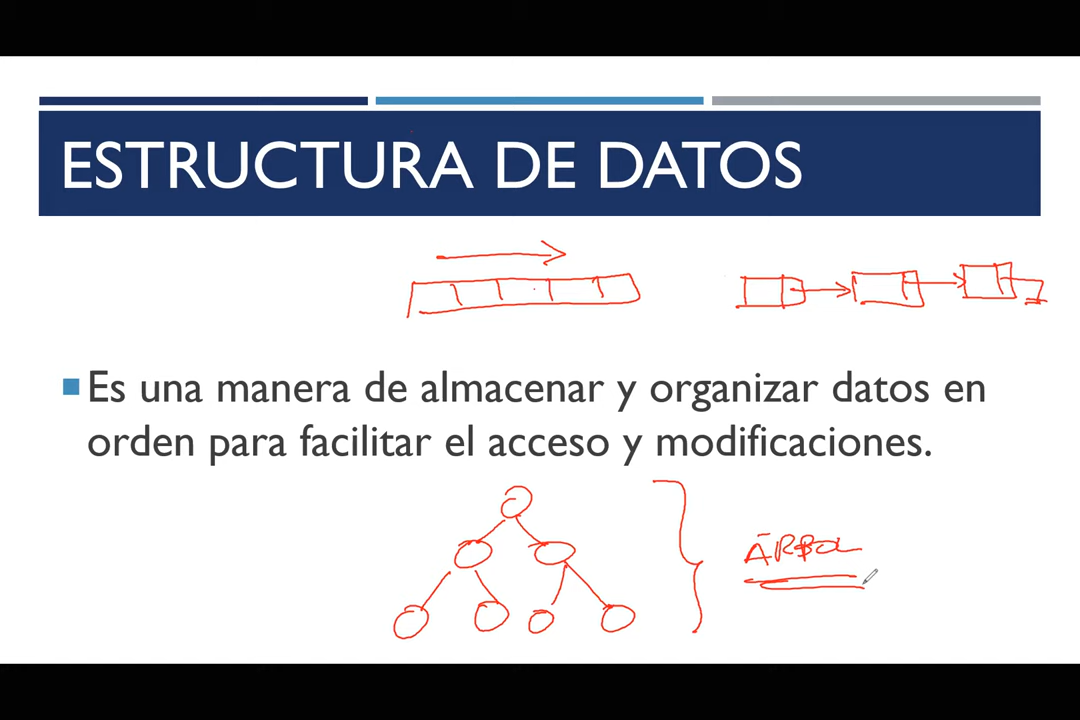 ESTRUCTURA DE DATOS
Es una manera de almacenar y organizar datos en
orden para facilitar el acceso y modificaciones.
ÁRBOL